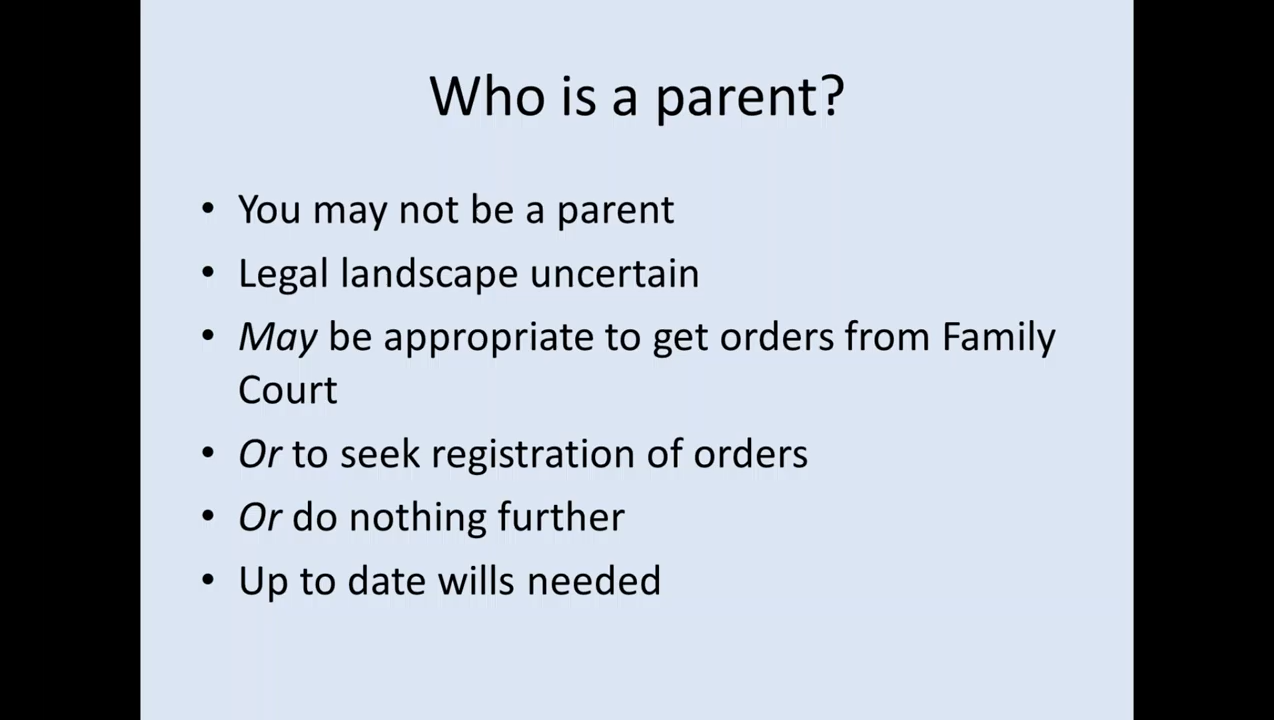 Who is a parent?
• You may not be a parent
• Legal landscape uncertain
• May be appropriate to get orders from Family
Court
• Or to seek registration of orders
• Or do nothing further
• Up to date wills needed